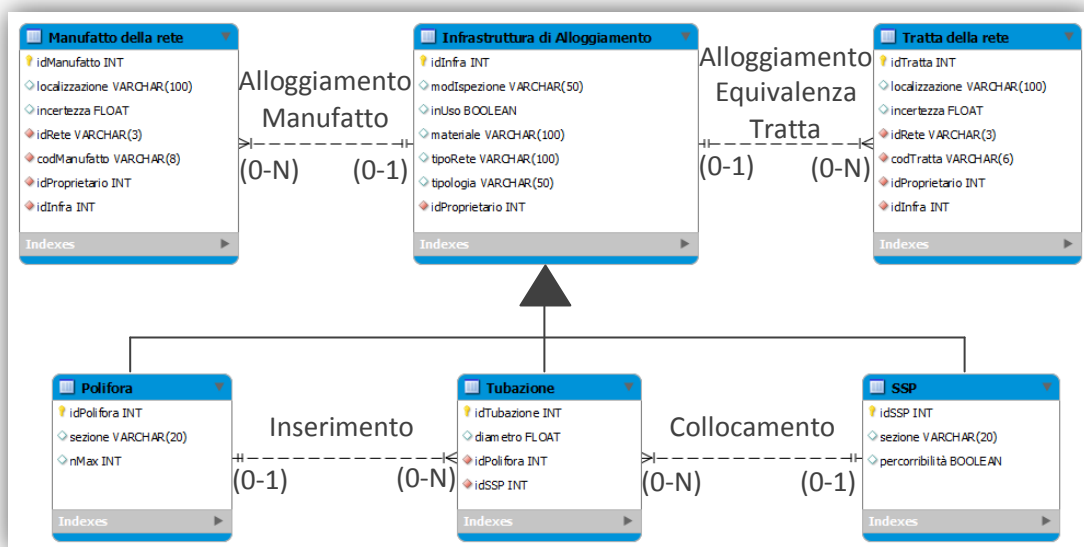 Manufatto della rete
idManufatto INT
localizzazione VARCHAR(100)
incertezza FLOAT
idRete VARCHAR(3)
codManufatto VARCHAR(8)
idProprietario INT
idInfra INT
Indexes
Alloggiamento
Manufatto
(0-N)
(0-1)
Infrastruttura di Alloggiamento
idInfra INT
modIspezione VARCHAR(50)
inUso BOOLEAN
materiale VARCHAR(100)
tipoRete VARCHAR(100)
tipologia VARCHAR(50)
idProprietario INT
Indexes
Alloggiamento
Equivalenza
Tratta
(0-1)
(0-N)
Tratta della rete
idTratta INT
localizzazione VARCHAR(100)
incertezza FLOAT
idRete VARCHAR(3)
codTratta VARCHAR(6)
idProprietario INT
idInfra INT
Indexes
Polifora
idPolifora INT
sezione VARCHAR(20)
nMax INT
Indexes
Inserimento
(0-1)
(0-N)
Tubazione
idTubazione INT
diametro FLOAT
idPolifora INT
idSSP INT
Indexes
Collocamento
(0-N)
(0-1)
SSP
idSSP INT
sezione VARCHAR(20)
percorribilità BOOLEAN
Indexes